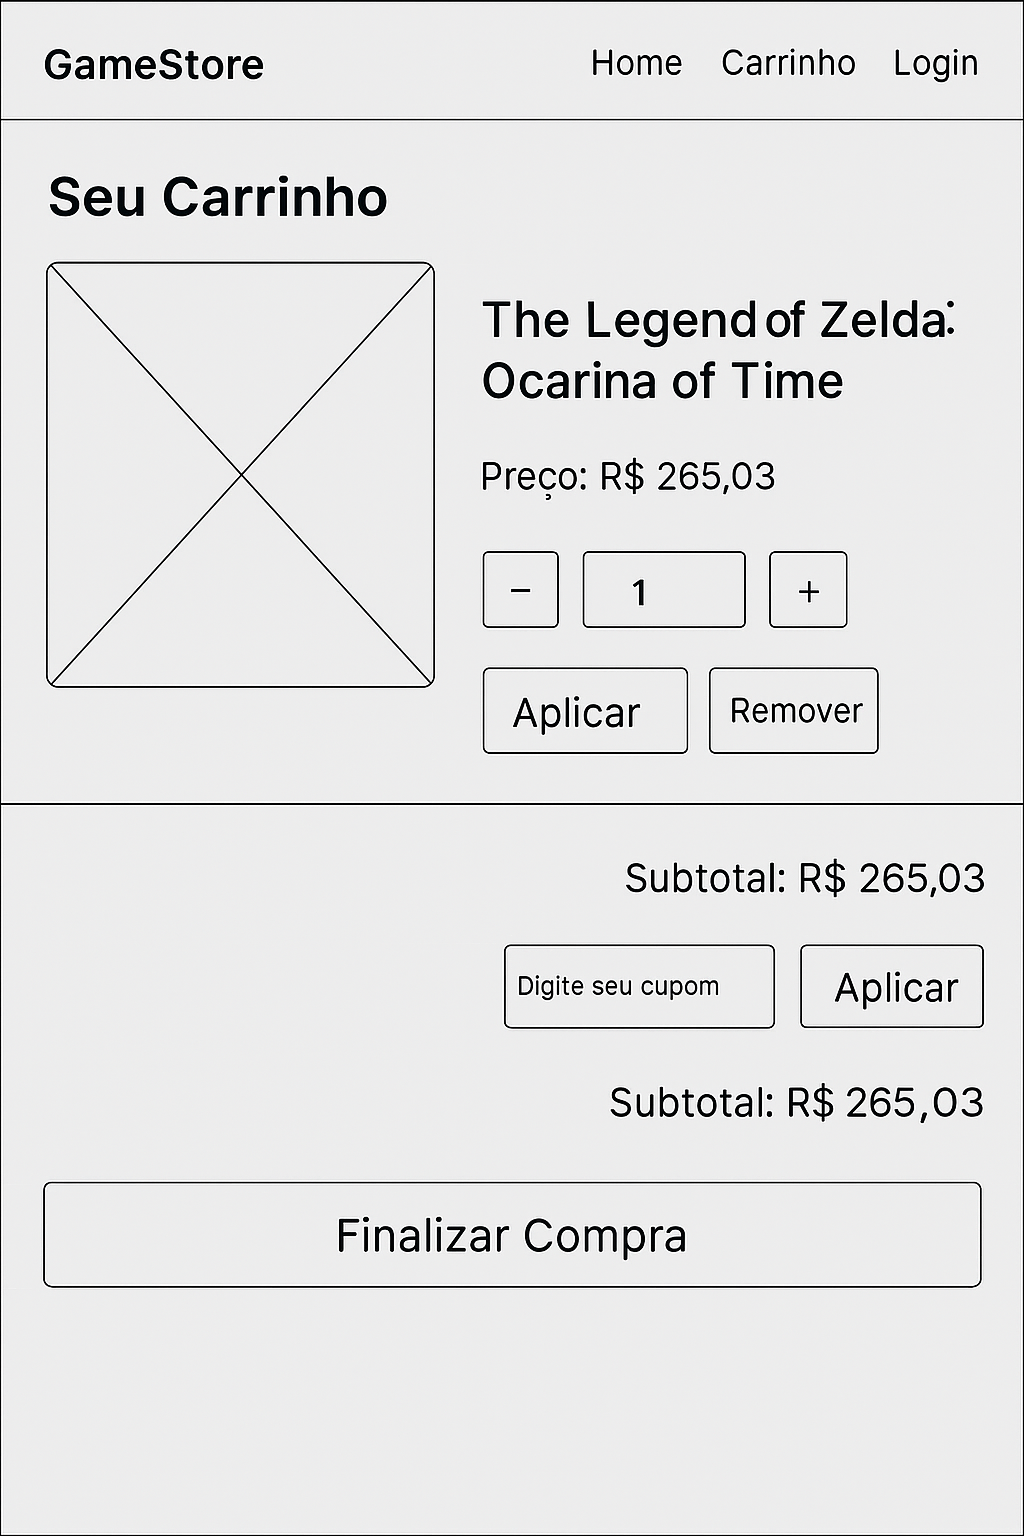 GameStore Home Carrinho Login
Seu Carrinho
The Legend of Zelda:
Ocarina of Time
Preço: R$ 265,03
− 1 +
Aplicar Remover
Subtotal: R$ 265,03
Digite seu cupom Aplicar
Subtotal: R$ 265,03
Finalizar Compra